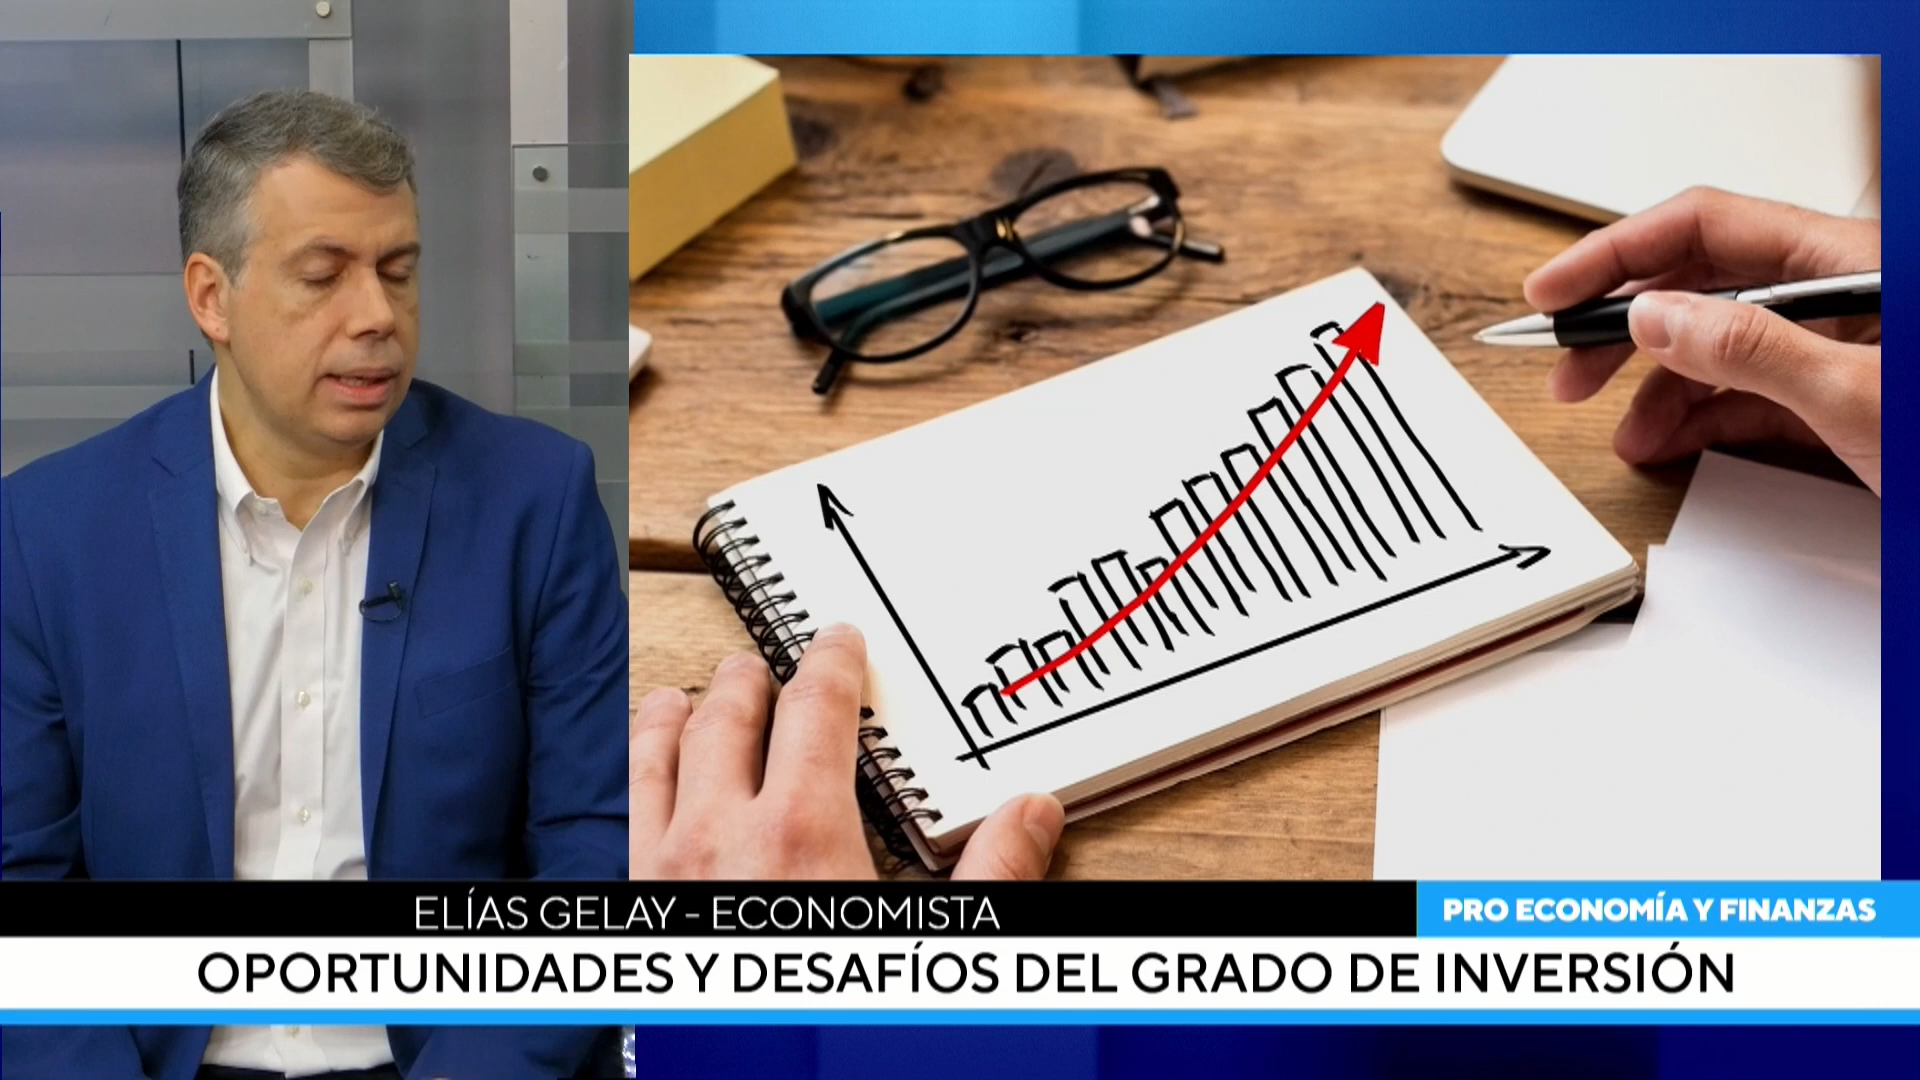 ELÍAS GELAY - ECONOMISTA
PRO ECONOMÍA Y FINANZAS
OPORTUNIDADES Y DESAFÍOS DEL GRADO DE INVERSIÓN